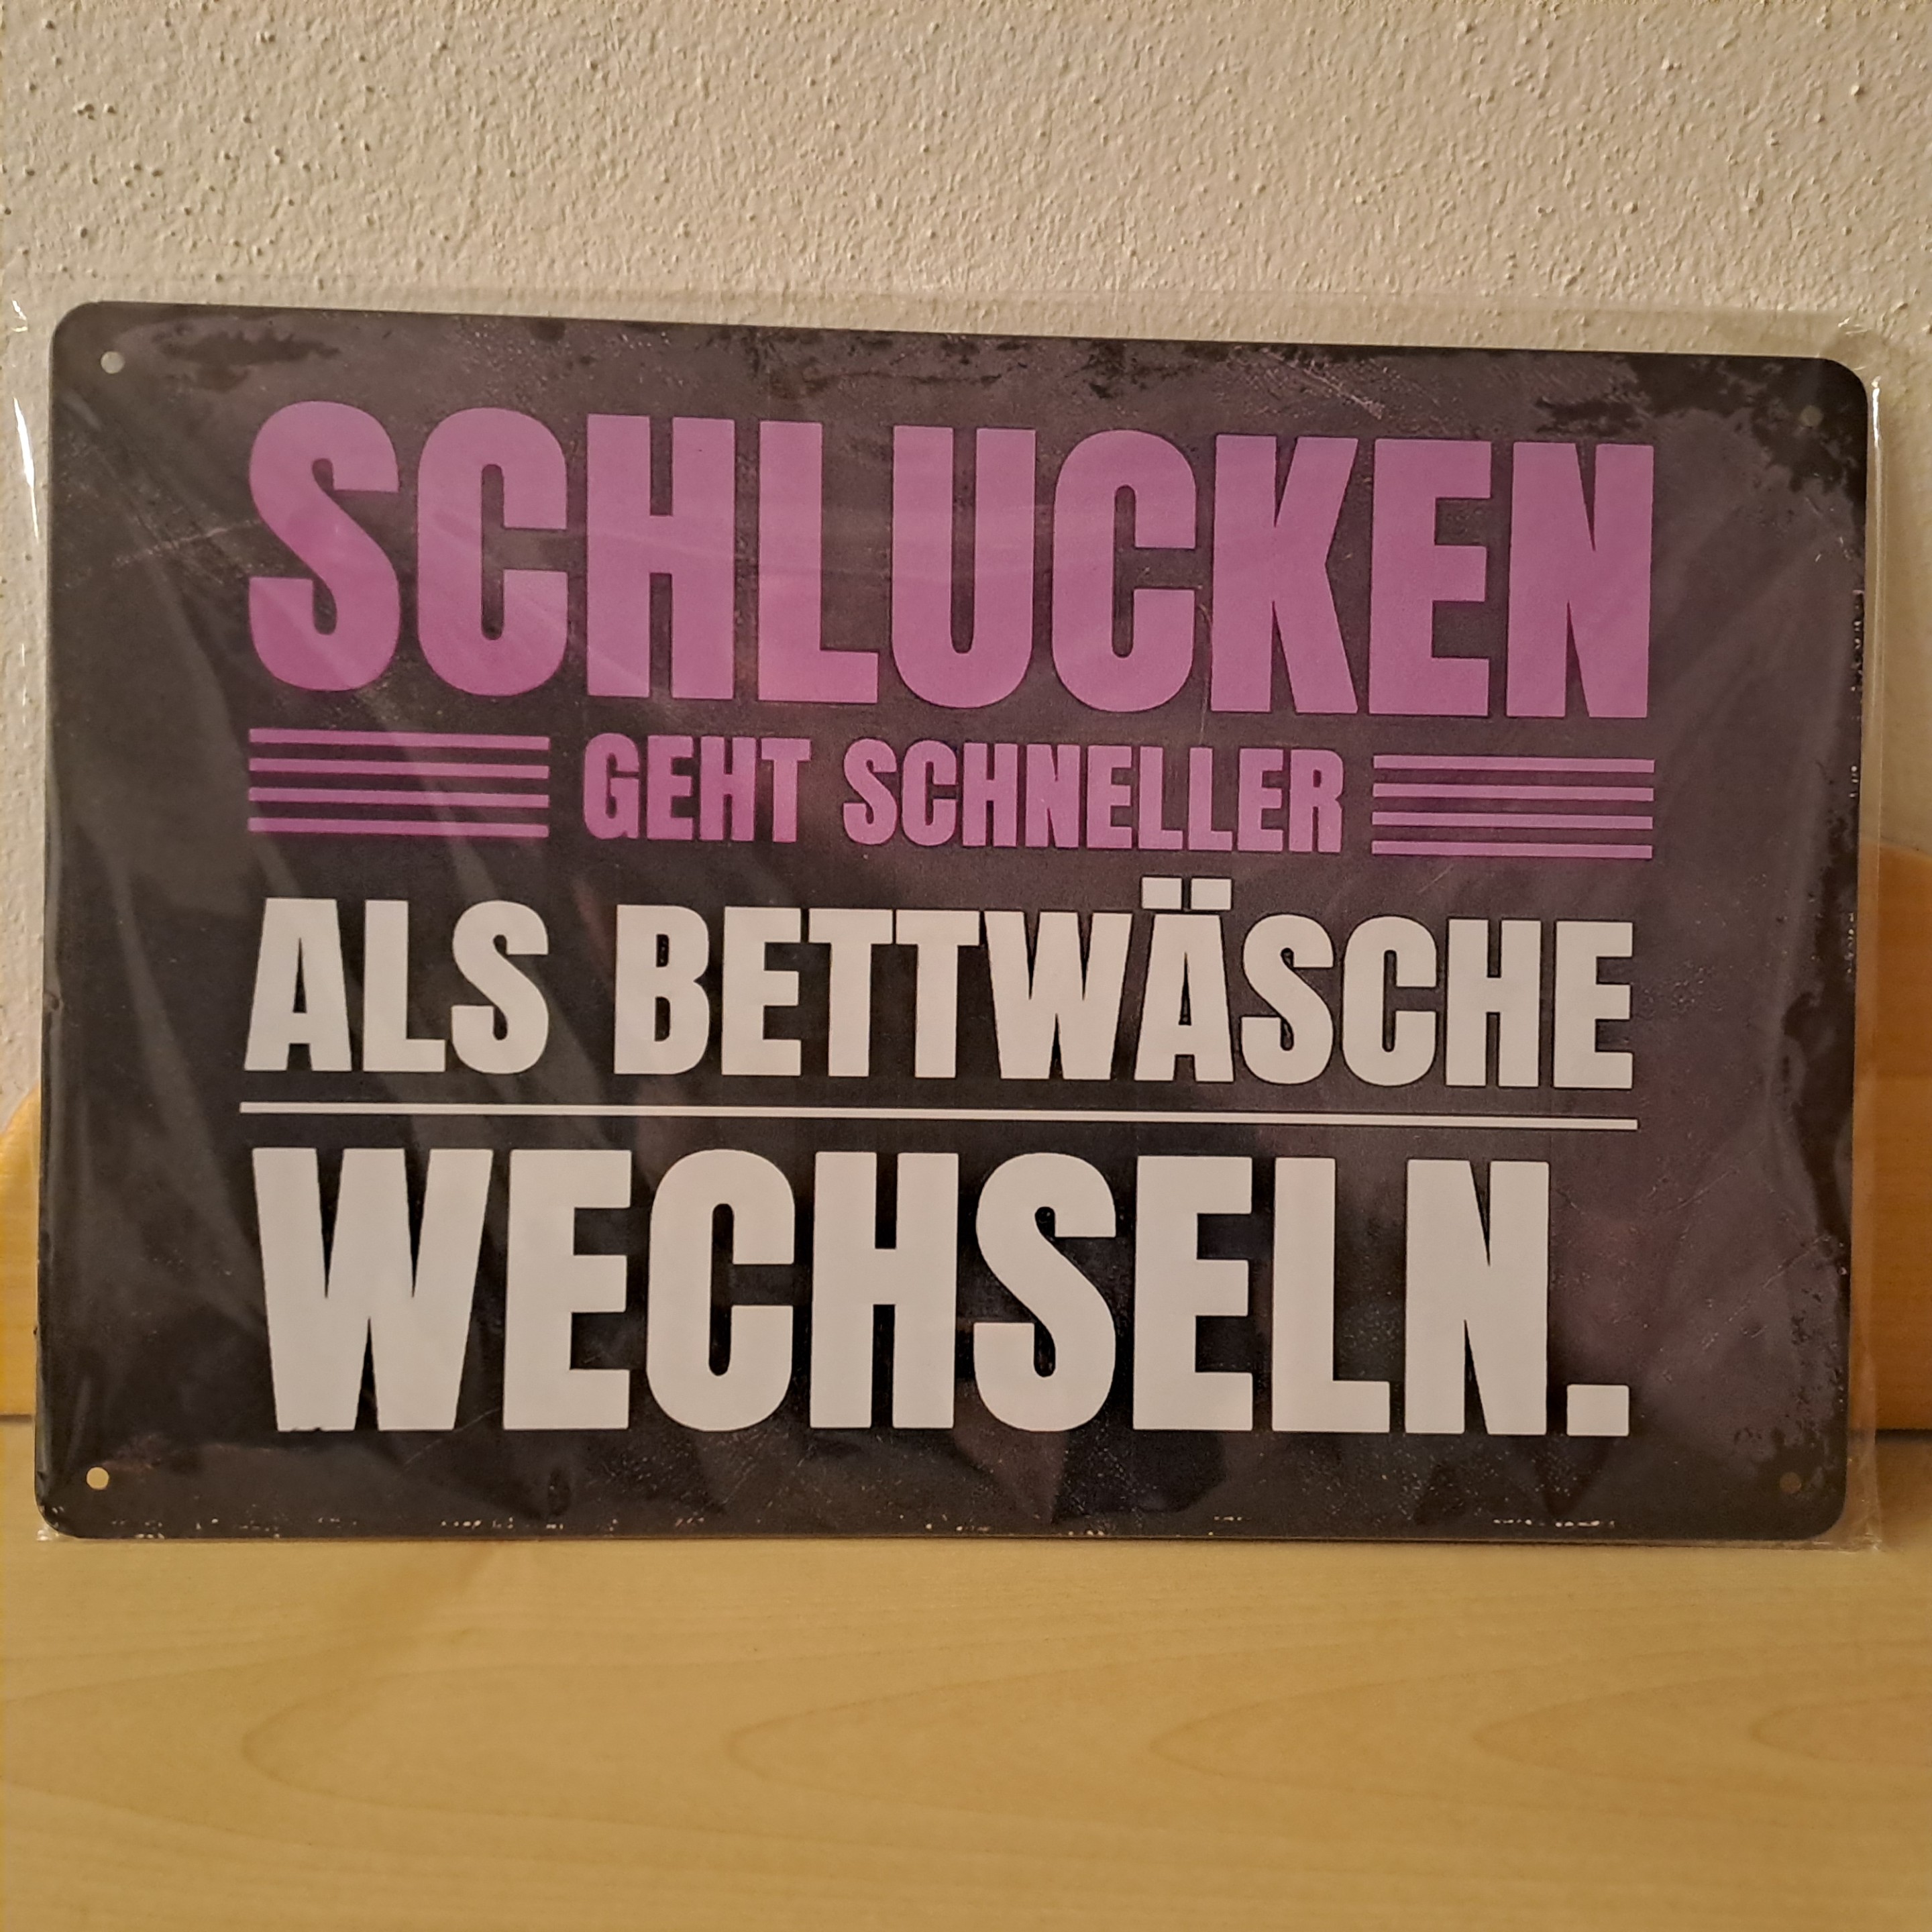 SCHLUCKEN
GEHT SCHNELLER
ALS BETTWÄSCHE
WECHSELN.